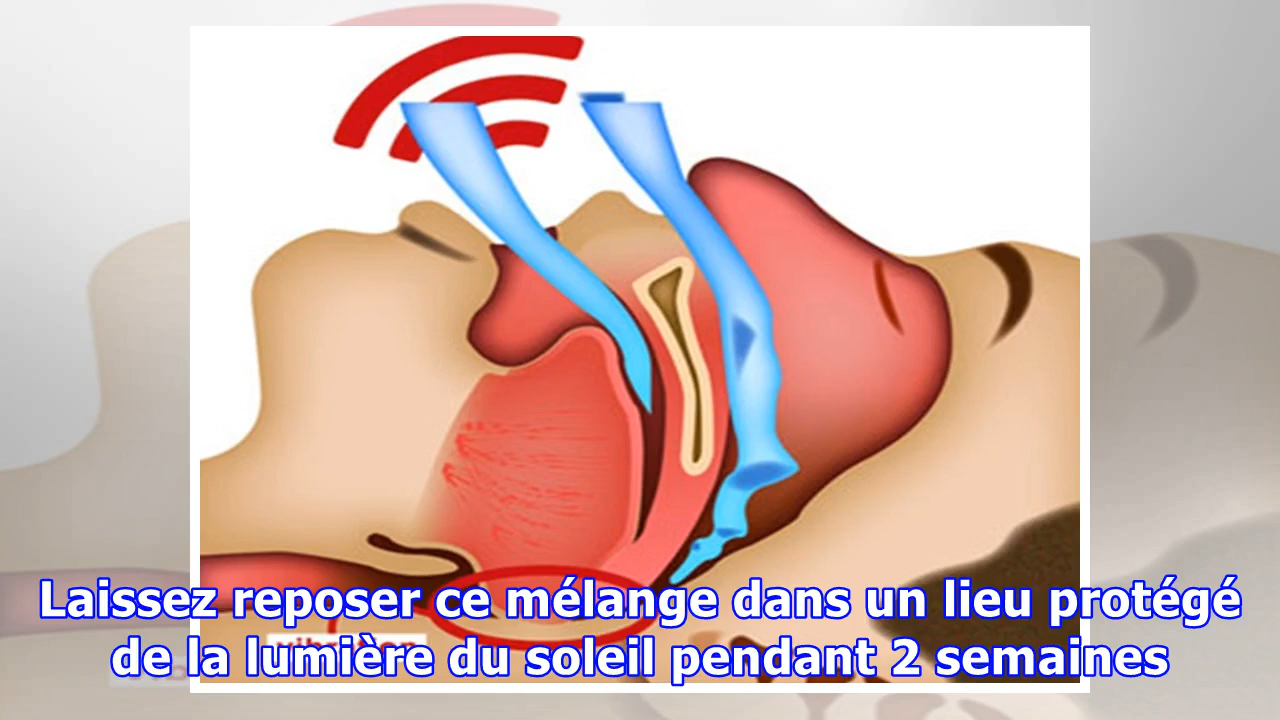 Laissez reposer ce mélange dans un lieu protégé
de la lumière du soleil pendant 2 semaines